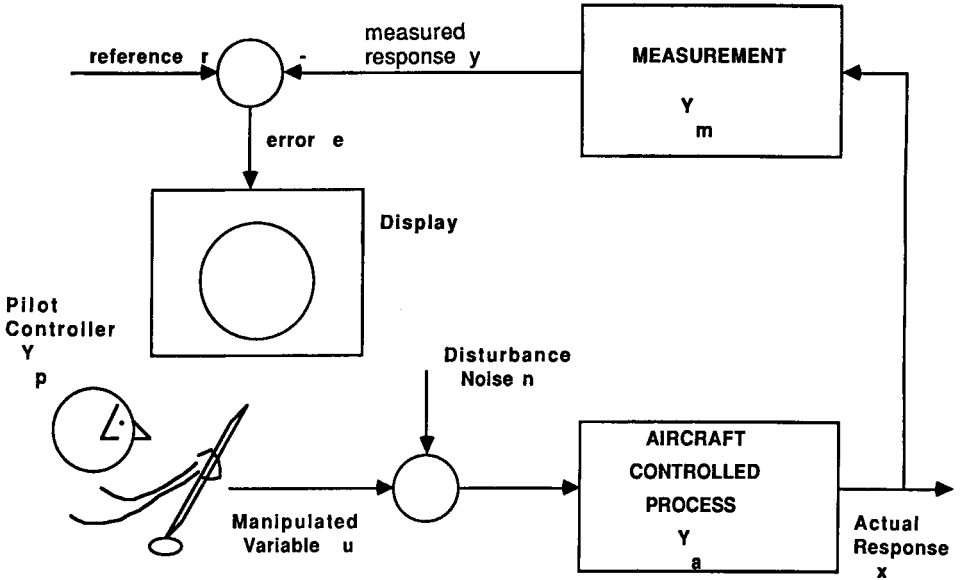 reference r
-
measured
response y
MEASUREMENT
Y
m
error e
Display
Pilot
Controller
Y
p
Disturbance
Noise n
Manipulated
Variable u
AIRCRAFT
CONTROLLED
PROCESS
Y
a
Actual
Response
x